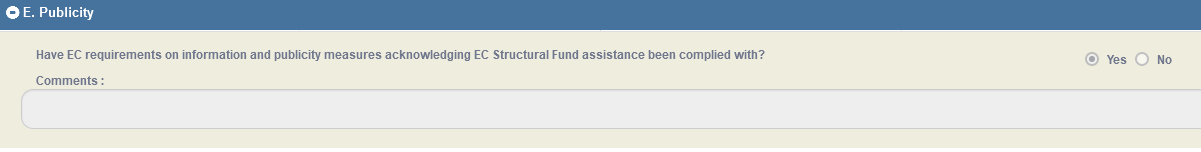 E. Publicity
Have EC requirements on information and publicity measures acknowledging EC Structural Fund assistance been complied with? Yes No
Comments :